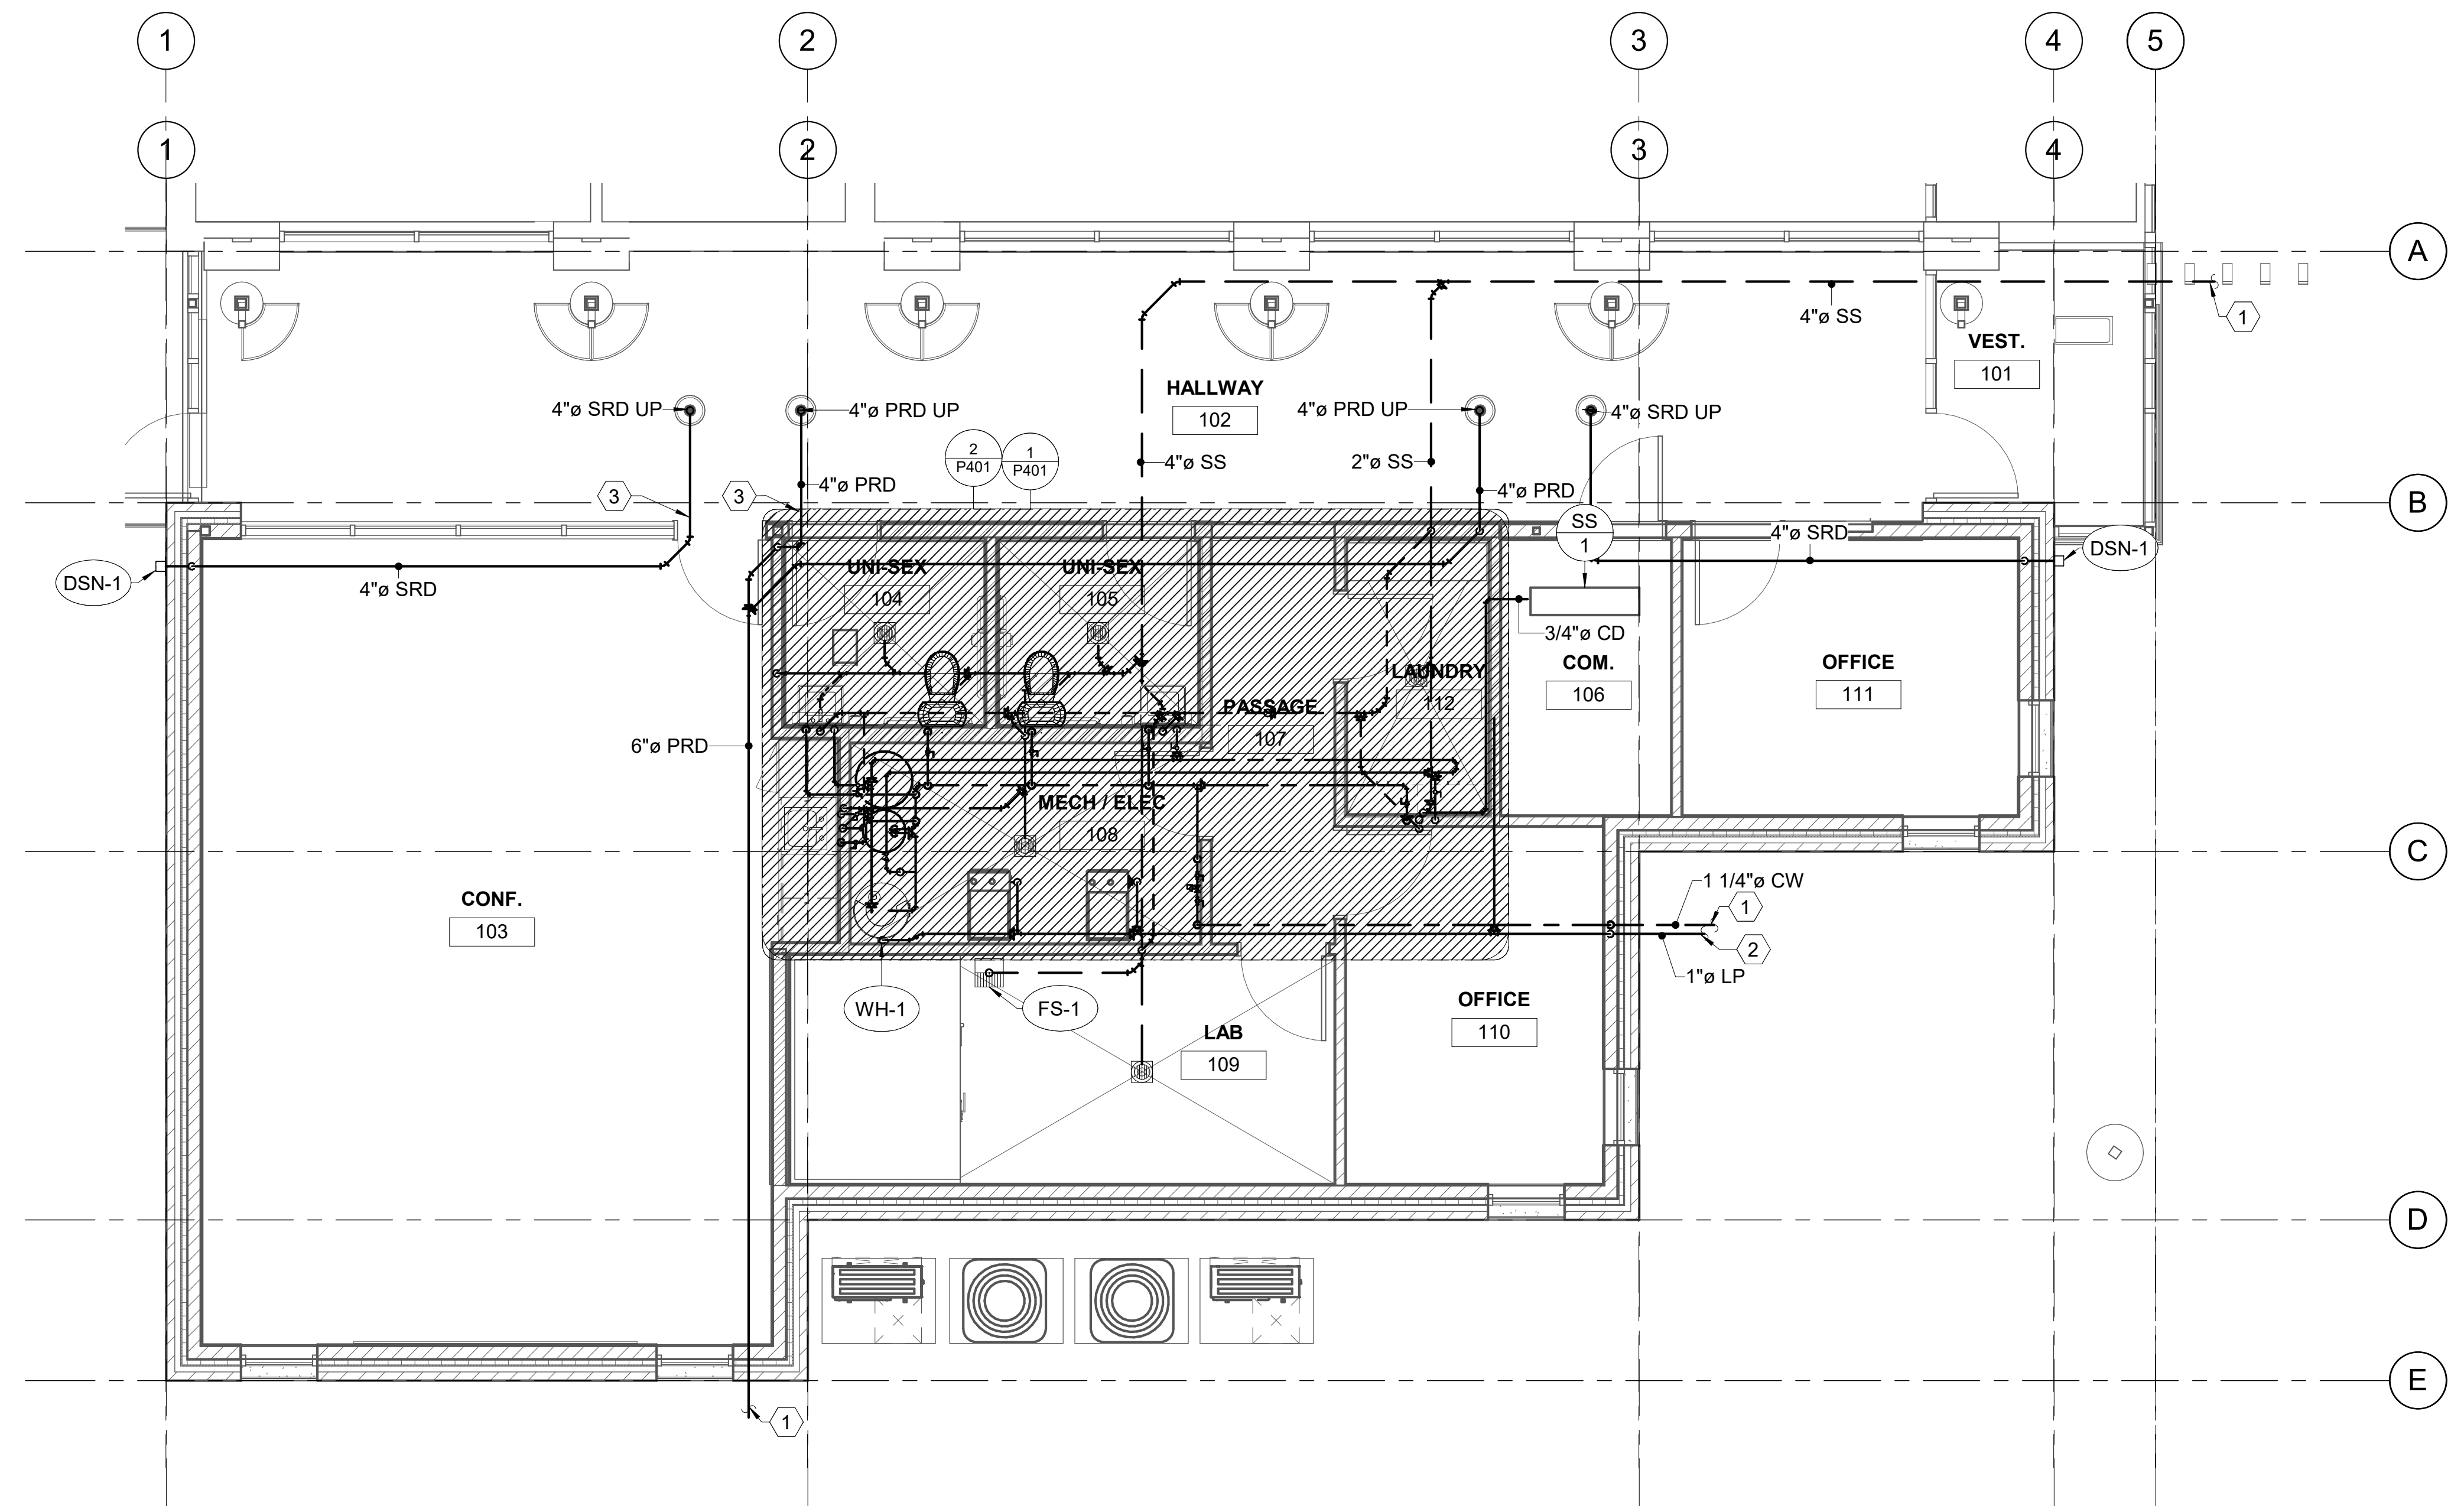 1
2
3
4
5
1
2
3
4
A
4"ø SS
1
VEST.
101
HALLWAY
102
4"ø SRD UP
4"ø PRD UP
4"ø PRD UP
4"ø SRD UP
2
P401
1
P401
4"ø SS
2"ø SS
4"ø PRD
4"ø PRD
3
3
B
SS
1
4"ø SRD
DSN-1
DSN-1
4"ø SRD
UNI-SEX
104
UNI-SEX
105
3/4"ø CD
COM.
106
OFFICE
111
LAUNDRY
112
PASSAGE
107
6"ø PRD
MECH / ELEC
108
C
CONF.
103
1 1/4"ø CW
1
2
1"ø LP
WH-1
FS-1
OFFICE
110
LAB
109
D
E
1